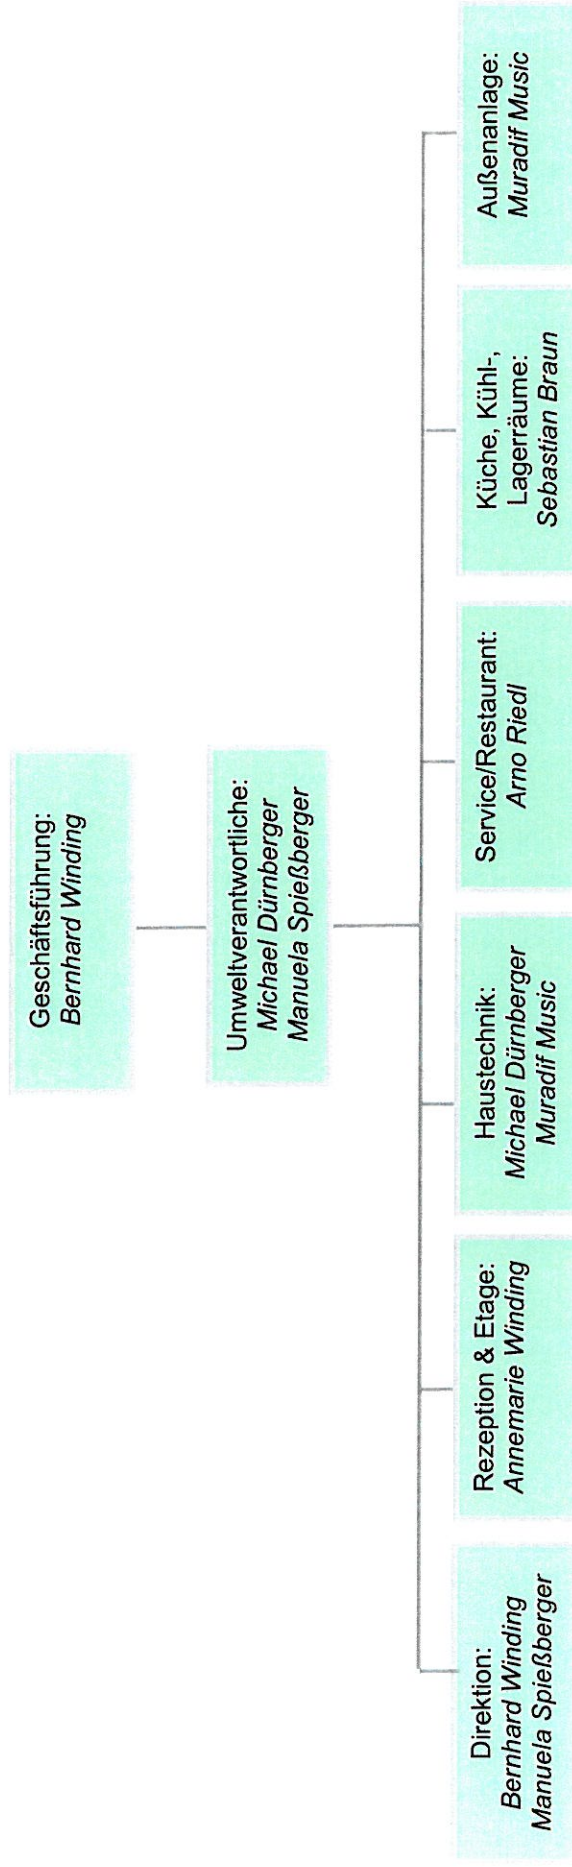 Geschäftsführung:
Bernhard Winding
Umweltverantwortliche:
Michael Dürnberger
Manuela Spießberger
Direktion:
Bernhard Winding
Manuela Spießberger
Rezeption & Etage:
Annemarie Winding
Haustechnik:
Michael Dürnberger
Muradif Music
Service/Restaurant:
Arno Riedl
Küche, Kühl-,
Lagerräume:
Sebastian Braun
Außenanlage:
Muradif Music